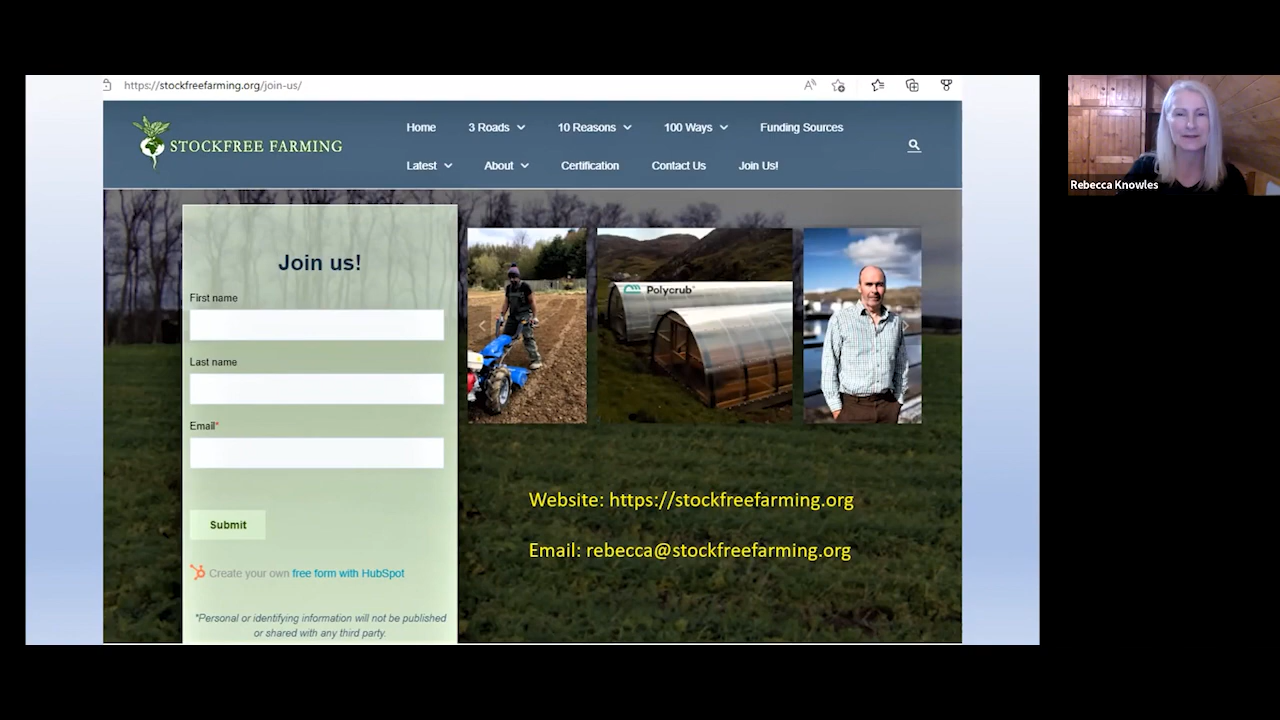 https://stockfreefarming.org/join-us/
STOCKFREE FARMING
Home 3 Roads 10 Reasons 100 Ways Funding Sources
Latest About Certification Contact Us Join Us!
Join us!
First name
Last name
Email*
Submit
Create your own free form with HubSpot
*Personal or identifying information will not be published
or shared with any third party.
Polycrub
Website: https://stockfreefarming.org
Email: rebecca@stockfreefarming.org
Rebecca Knowles